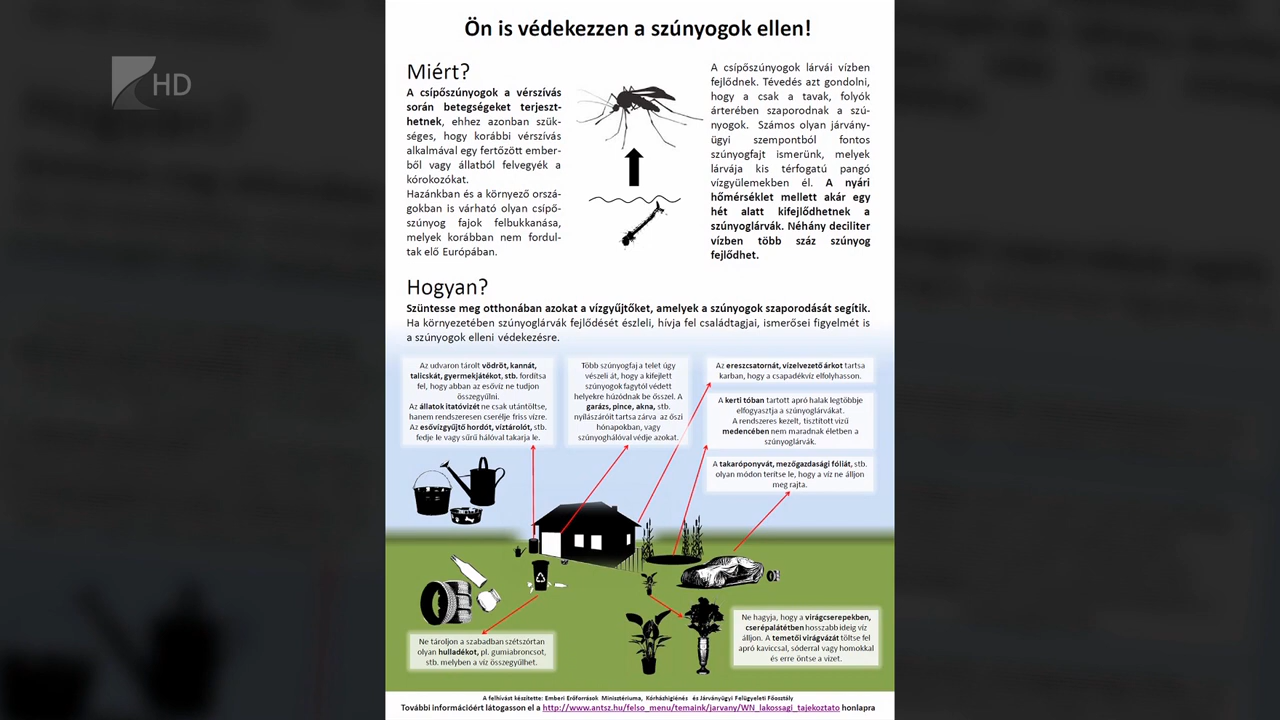 Ön is védekezzen a szúnyogok ellen!
HD
Miért?
A csípőszúnyogok a vérszívás
során betegségeket terjeszt-
hetnek, ehhez azonban szük-
séges, hogy korábbi vérszívás
alkalmával egy fertőzött ember-
ből vagy állatból felvegyék a
kórokozókat.
Hazánkban és a környező orszá-
gokban is várható olyan csípő-
szúnyog fajok felbukkanása,
melyek korábban nem fordul-
tak elő Európában.
A csípőszúnyogok lárvái vízben
fejlődnek. Tévedés azt gondolni,
hogy a csak a tavak, folyók
árterében szaporodnak a szú-
nyogok. Számos olyan járvány-
ügyi szempontból fontos
szúnyogfajt ismerünk, melyek
lárvája kis térfogatú pangó
vízgyülemekben él. A nyári
hőmérséklet mellett akár egy
hét alatt kifejlődhetnek a
szúnyoglárvák. Néhány deciliter
vízben több száz szúnyog
fejlődhet.
Hogyan?
Szüntesse meg otthonában azokat a vízgyűjtőket, amelyek a szúnyogok szaporodását segítik.
Ha környezetében szúnyoglárvák fejlődését észleli, hívja fel családtagjai, ismerősei figyelmét is
a szúnyogok elleni védekezésre.
Az udvaron tárolt vödröt, kannát,
talicskát, gyermekjátékot, stb. fordítsa
fel, hogy abban az esővíz ne tudjon
összegyűlni.
Az állatok itatóvizét ne csak utántöltse,
hanem rendszeresen cserélje friss vízre.
Az esővízgyűjtő hordót, víztárolót, stb.
fedje le vagy sűrű hálóval takarja le.
Több szúnyogfaj a telet úgy
vészeli át, hogy a kifejlett
szúnyogok fagytól védett
helyekre húzódnak be ősszel. A
garázs, pince, akna, stb.
nyílászáróit tartsa zárva az őszi
hónapokban, vagy
szúnyoghálóval védje azokat.
Az ereszcsatornát, vízelvezető árkot tartsa
karban, hogy a csapadékvíz elfolyhasson.
A kerti tóban tartott apró halak legtöbbje
elfogyasztja a szúnyoglárvákat.
A rendszeres kezelt, tisztított vizű
medencében nem maradnak életben a
szúnyoglárvák.
A takaróponyvát, mezőgazdasági fóliát, stb.
olyan módon terítse le, hogy a víz ne álljon
meg rajta.
Ne tároljon a szabadban szétszórtan
olyan hulladékot, pl. gumiabroncsot,
stb. melyben a víz összegyűlhet.
Ne hagyja, hogy a virágcserepekben,
cserépalátétben hosszabb ideig víz
álljon. A temetői virágvázát töltse fel
apró kaviccsal, sóderral vagy homokkal
és erre öntse a vizet.
A felhívást készítette: Emberi Erőforrások Minisztériuma, Kórházhigiénés és Járványügyi Felügyeleti Főosztály
További információért látogasson el a http://www.antsz.hu/felso_menu/temaink/jarvany/WN_lakossagi_tajekoztato honlapra